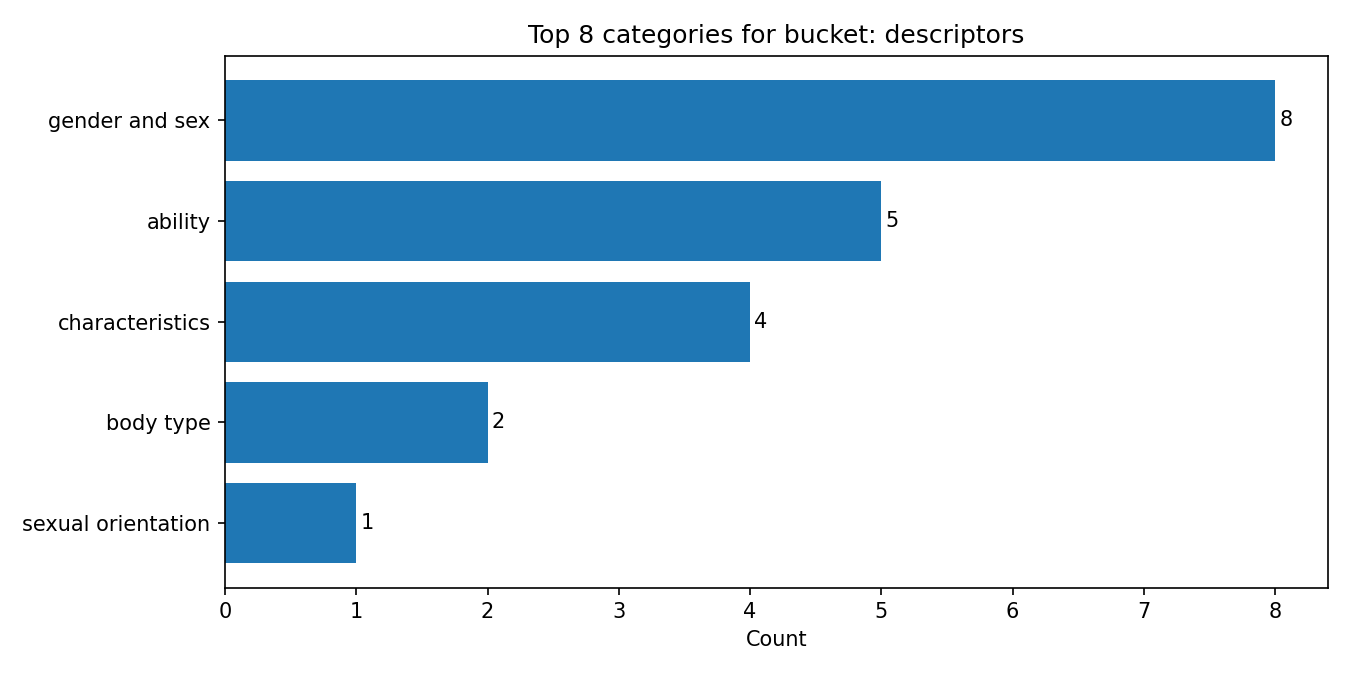 Top 8 categories for bucket: descriptors
gender and sex
8
ability
5
characteristics
4
body type
2
sexual orientation
1
0 1 2 3 4 5 6 7 8
Count